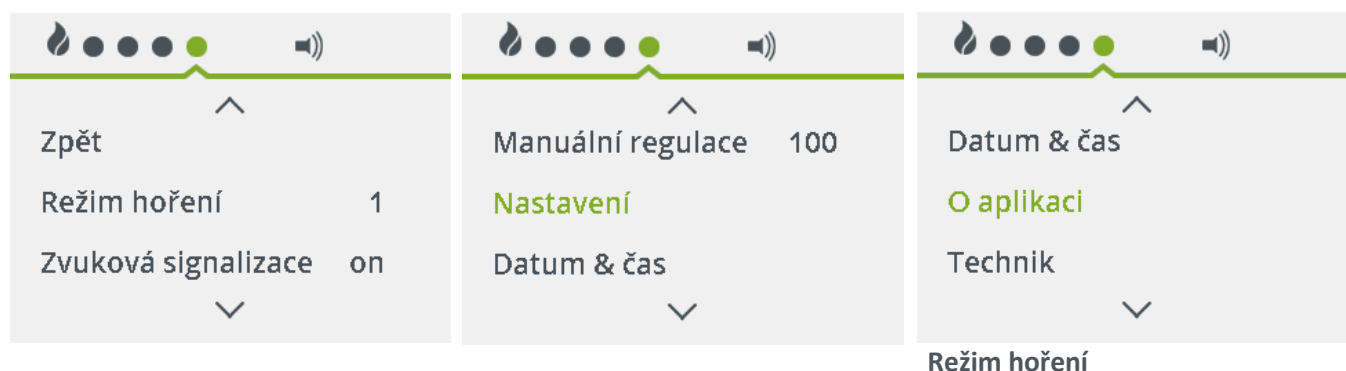 Zpět
Režim hoření 1
Zvuková signalizace on
Manuální regulace 100
Nastavení
Datum & čas
Datum & čas
O aplikaci
Technik
Režim hoření